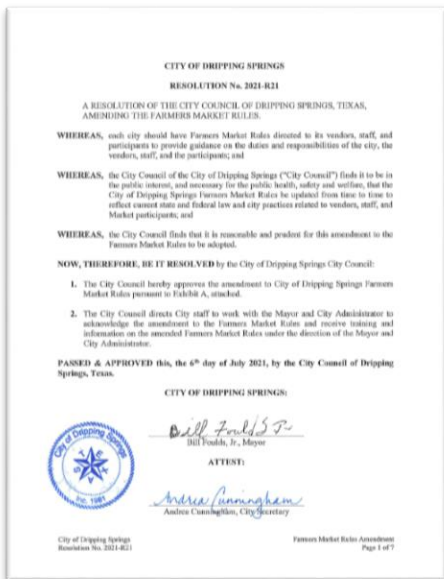 CITY OF DRIPPING SPRINGS
RESOLUTION No. 2021-R21
A RESOLUTION OF THE CITY COUNCIL OF DRIPPING SPRINGS, TEXAS,
AMENDING THE FARMERS MARKET RULES.
WHEREAS, each city should have Farmers Market Rules directed to its vendors, staff, and
participants to provide guidance on the duties and responsibilities of the city, the
vendors, staff, and the participants; and
WHEREAS, the City Council of the City of Dripping Springs ("City Council") finds it to be in
the public interest, and necessary for the public health, safety and welfare, that the
City of Dripping Springs Farmers Market Rules be updated from time to time to
reflect current state and federal law and city practices related to vendors, staff, and
Market participants; and
WHEREAS, the City Council finds that it is reasonable and prudent for this amendment to the
Farmers Market Rules to be adopted.
NOW, THEREFORE, BE IT RESOLVED by the City of Dripping Springs City Council:
1. The City Council hereby approves the amendment to City of Dripping Springs Farmers
Market Rules pursuant to Exhibit A, attached.
2. The City Council directs City staff to work with the Mayor and City Administrator to
acknowledge the amendment to the Farmers Market Rules and receive training and
information on the amended Farmers Market Rules under the direction of the Mayor and
City Administrator.
PASSED & APPROVED this, the 6th day of July 2021, by the City Council of Dripping
Springs, Texas.
CITY OF DRIPPING SPRINGS:
Bill Foulds Jr
Bill Foulds, Jr., Mayor
ATTEST:
Andrea Cunningham
Andrea Cunningham, City Secretary
City of Dripping Springs
Inc. 1981
City of Dripping Springs
Resolution No. 2021-R21
Farmers Market Rules Amendment
Page 1 of 7